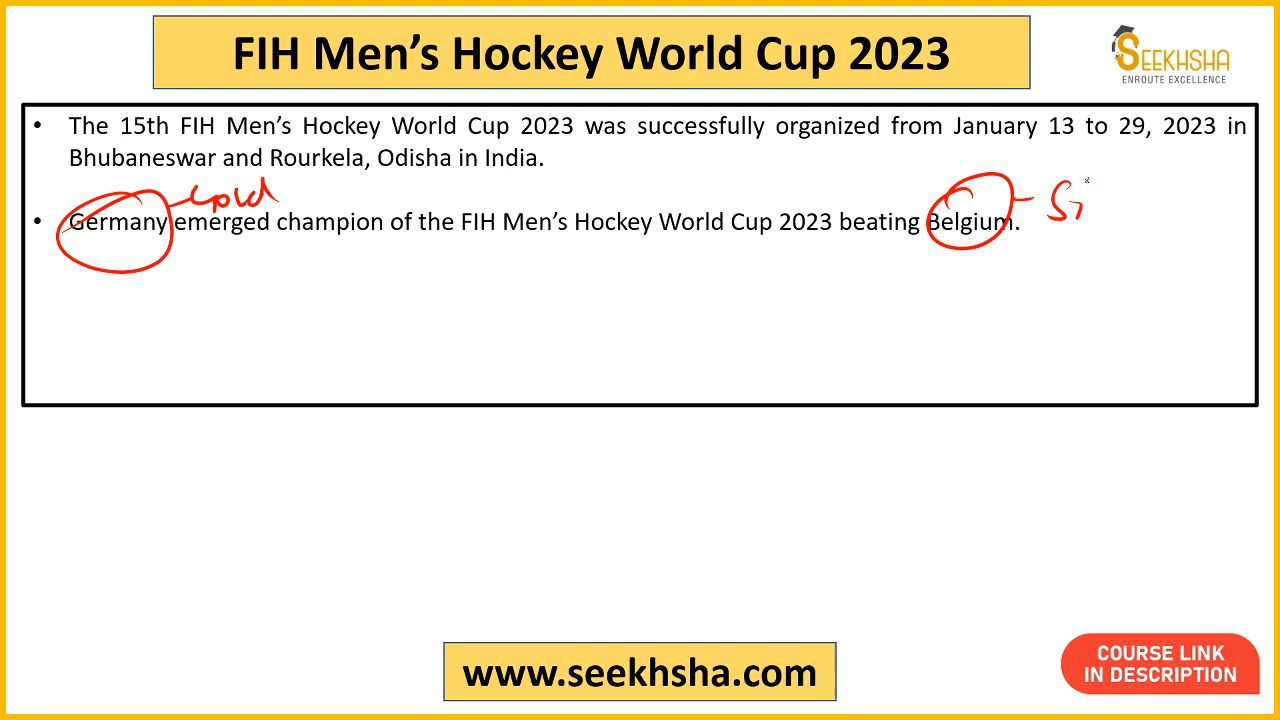 FIH Men's Hockey World Cup 2023
SEEKHSHA
ENROUTE EXCELLENCE
• The 15th FIH Men's Hockey World Cup 2023 was successfully organized from January 13 to 29, 2023 in
Bhubaneswar and Rourkela, Odisha in India.
Gold
• Germany emerged champion of the FIH Men's Hockey World Cup 2023 beating Belgium.
Si
www.seekhsha.com
COURSE LINK
IN DESCRIPTION